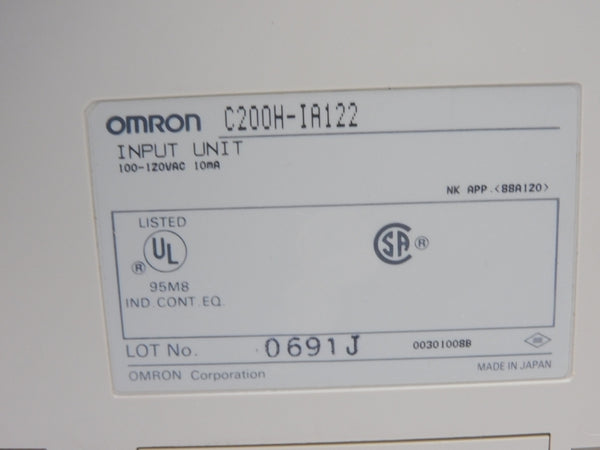 OMRON C200H-IA122
INPUT UNIT
100-120VAC 10mA
NK APP.<88A120>
LISTED
UL ®
95M8
IND.CONT.EQ.
SA ®
LOT No. 0691J 00301008B
OMRON Corporation MADE IN JAPAN